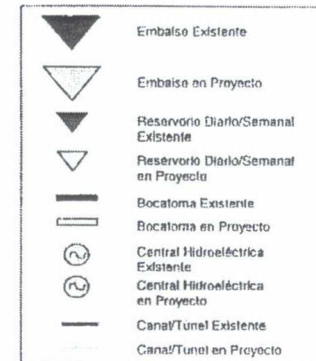 Embalse Existente
Embalse en Proyecto
Reservorio Diario/Semanal
Existente
Reservorio Diario/Semanal
en Proyecto
Bocatoma Existente
Bocatoma en Proyecto
Central Hidroeléctrica
Existente
Central Hidroeléctrica
en Proyecto
Canal/Túnel Existente
Canal/Tunel en Proyecto